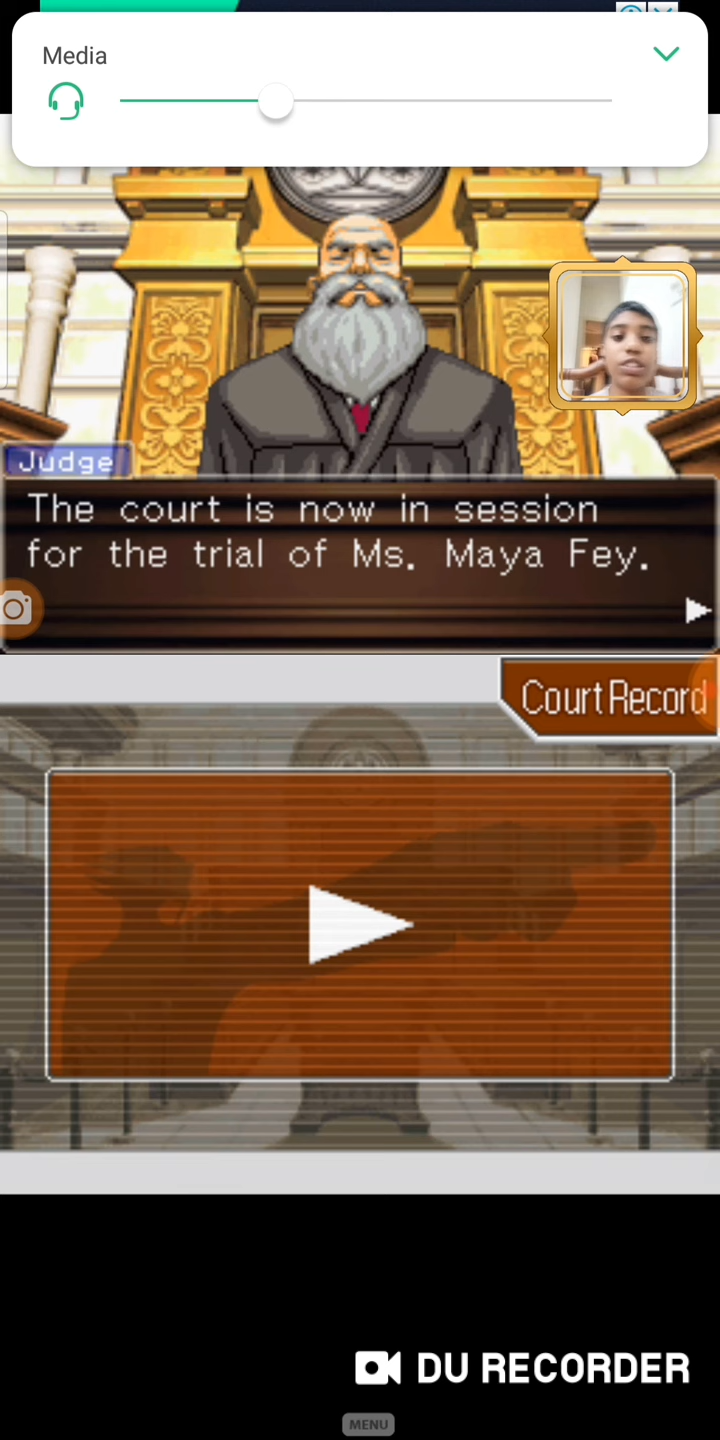 Media
Judge
The court is now in session
for the trial of Ms. Maya Fey.
Court Record
DU RECORDER
MENU